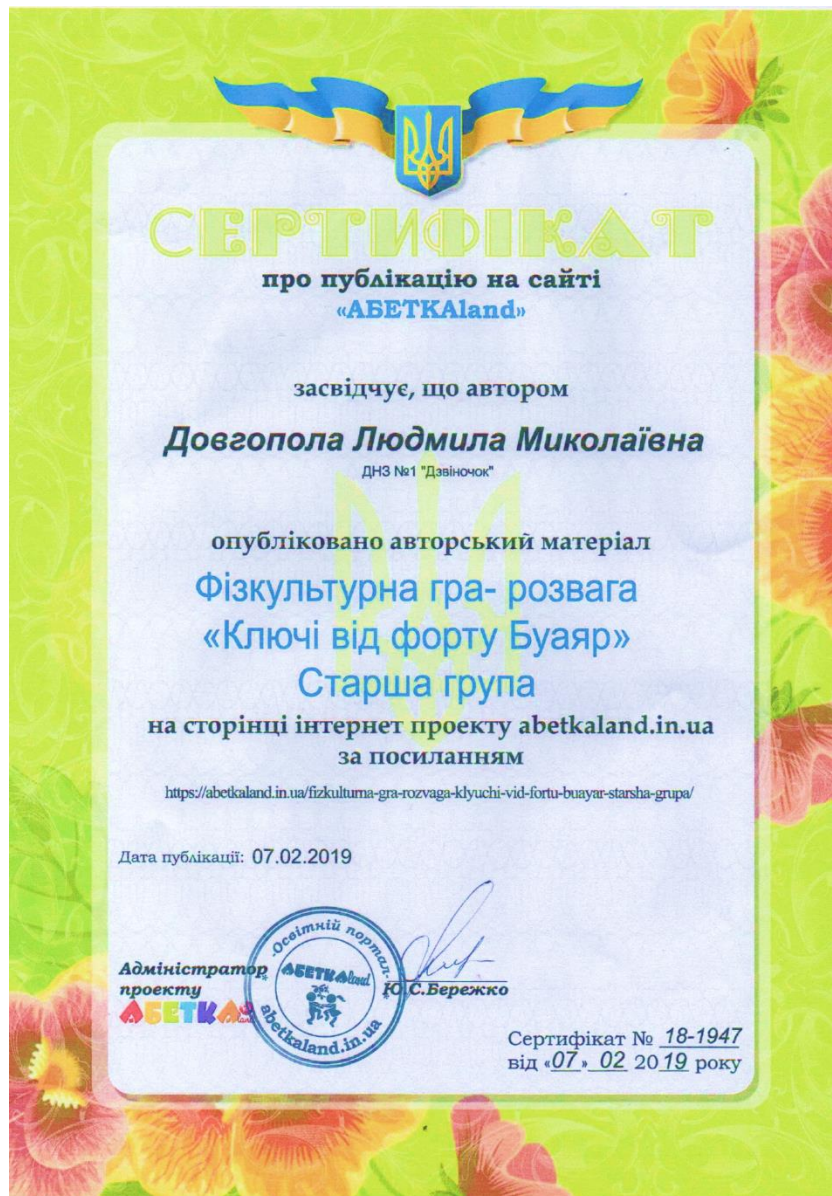 СЕРТИФІКАТ
про публікацію на сайті
«АБЕТКАland»
засвідчує, що автором
Довгопола Людмила Миколаївна
ДНЗ №1 "Дзвіночок"
опубліковано авторський матеріал
Фізкультурна гра- розвага
«Ключі від форту Буаяр»
Старша група
на сторінці інтернет проекту abetkaland.in.ua
за посиланням
https://abetkaland.in.ua/fizkulturna-gra-rozvaga-klyuchi-vid-fortu-buayar-starsha-grupa/
Дата публікації: 07.02.2019
Адміністратор
проекту
АБЕТКА
Освітній портал
АБЕТКАland
abetkaland.in.ua
Ю.С.Бережко
Сертифікат № 18-1947
від «07» 02 2019 року